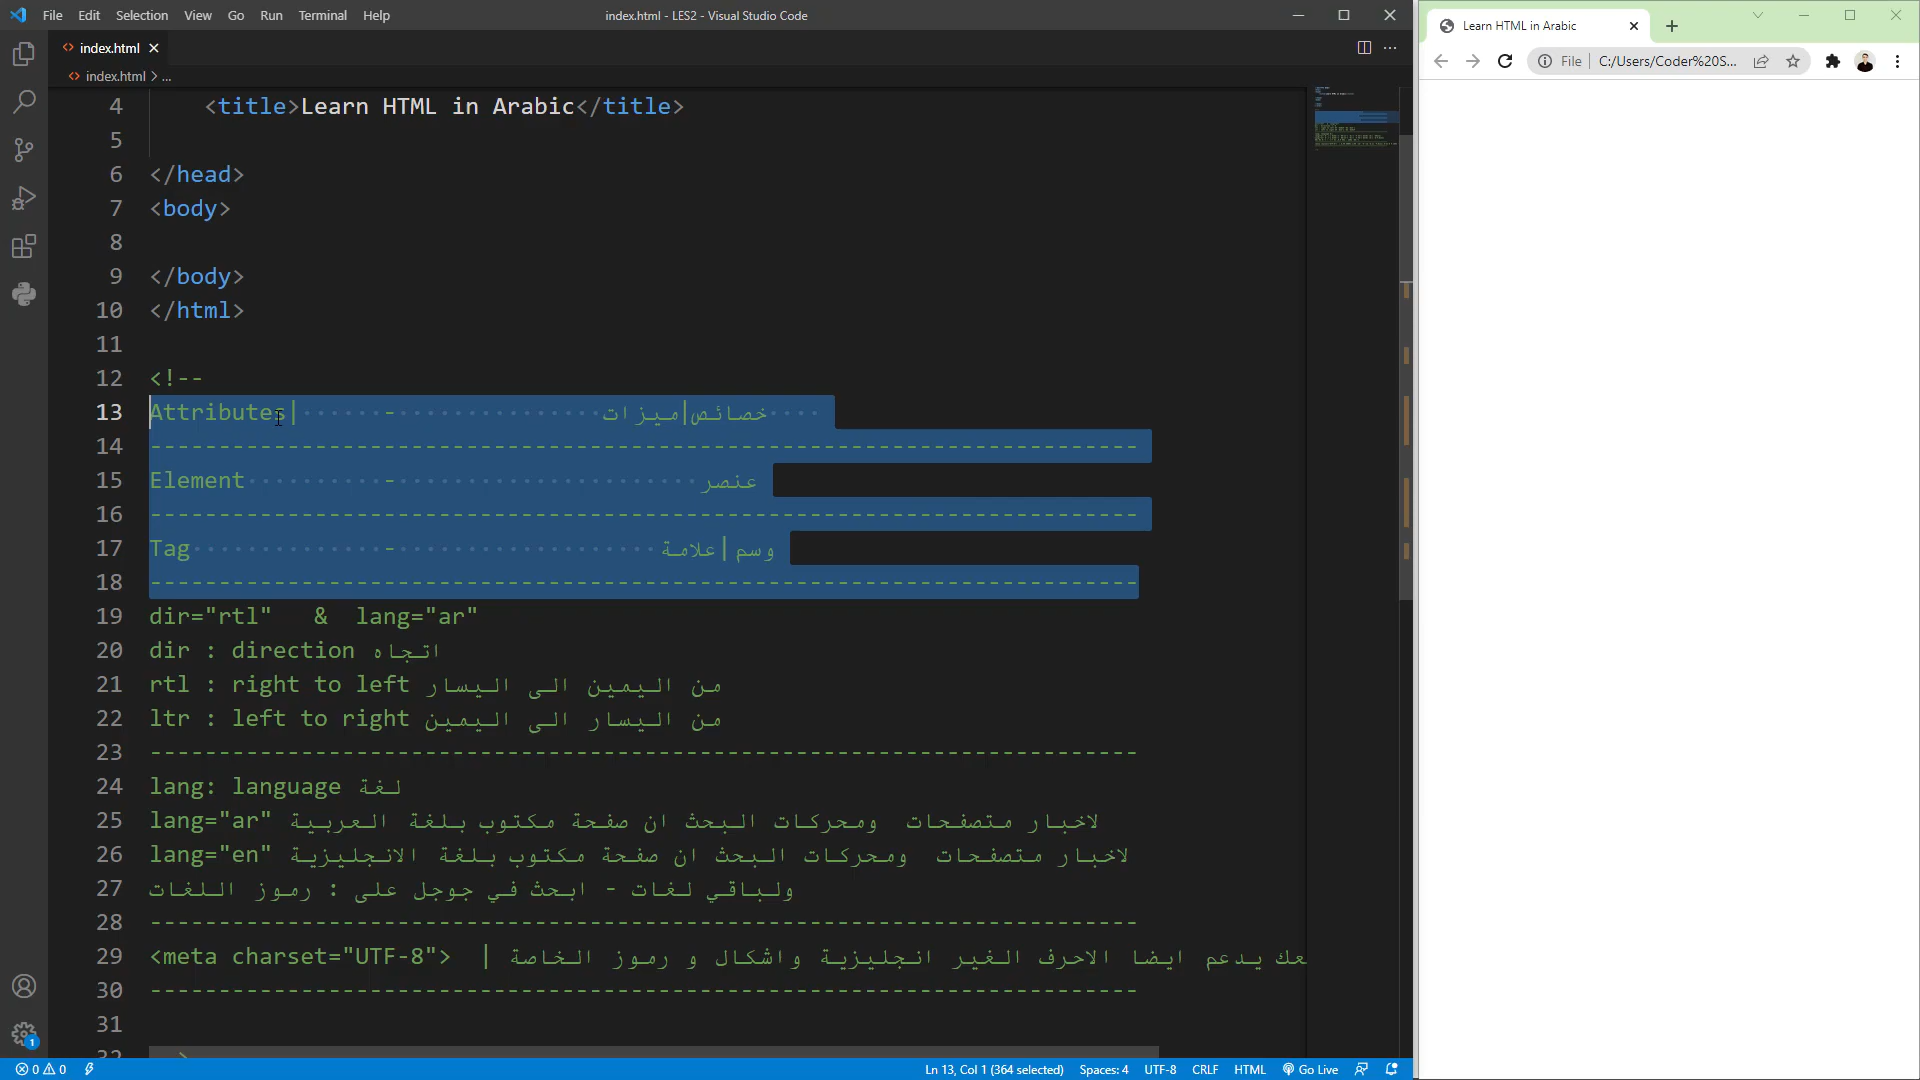 File Edit Selection View Go Run Terminal Help
index.html - LES2 - Visual Studio Code
index.html
index.html > ...
4 <title>Learn HTML in Arabic</title>
5
6 </head>
7 <body>
8
9 </body>
10 </html>
11
12 <!--
13 Attributes| - خصائص|ميزات
14 ------------------------------------------------------------------------
15 Element - عنصر
16 ------------------------------------------------------------------------
17 Tag - وسم|علامة
18 ------------------------------------------------------------------------
19 dir="rtl" & lang="ar"
20 dir : direction اتجاه
21 rtl : right to left من اليمين الى اليسار
22 ltr : left to right من اليسار الى اليمين
23 ------------------------------------------------------------------------
24 lang: language لغة
25 lang="ar" لاخبار متصفحات ومحركات البحث ان صفحة مكتوب بلغة العربية
26 lang="en" لاخبار متصفحات ومحركات البحث ان صفحة مكتوب بلغة الانجليزية
27 ولباقي لغات - ابحث في جوجل على : رموز اللغات
28 ------------------------------------------------------------------------
29 <meta charset="UTF-8"> | يدعم ايضا الاحرف الغير انجليزية واشكال و رموز الخاصة
30 ------------------------------------------------------------------------
31
0 0
Ln 13, Col 1 (364 selected) Spaces: 4 UTF-8 CRLF HTML Go Live
1
Learn HTML in Arabic
File | C:/Users/Coder%20S...